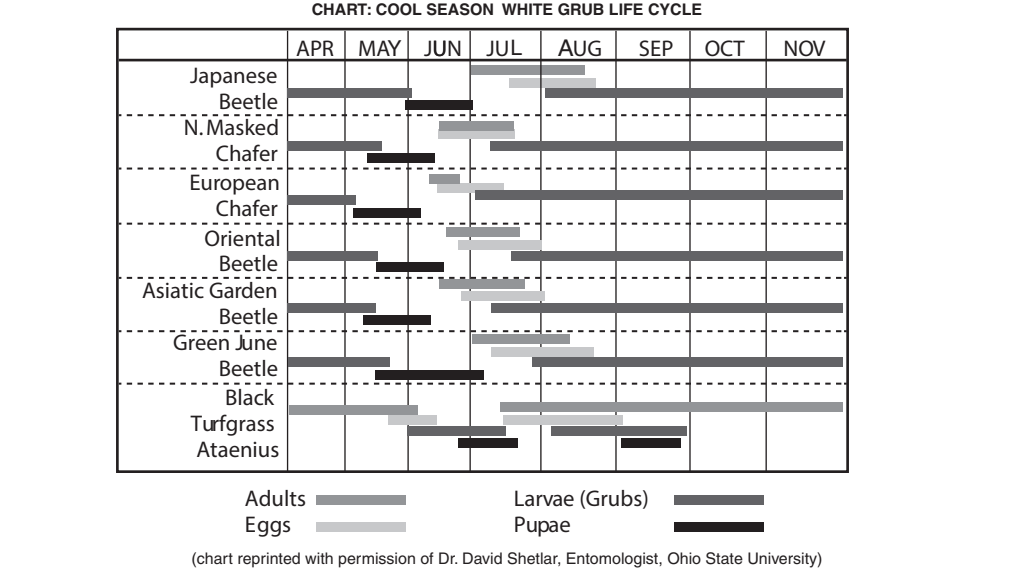 CHART: COOL SEASON WHITE GRUB LIFE CYCLE
APR MAY JUN JUL AUG SEP OCT NOV
Japanese
Beetle
N. Masked
Chafer
European
Chafer
Oriental
Beetle
Asiatic Garden
Beetle
Green June
Beetle
Black
Turfgrass
Ataenius
Adults Larvae (Grubs)
Eggs Pupae
(chart reprinted with permission of Dr. David Shetlar, Entomologist, Ohio State University)